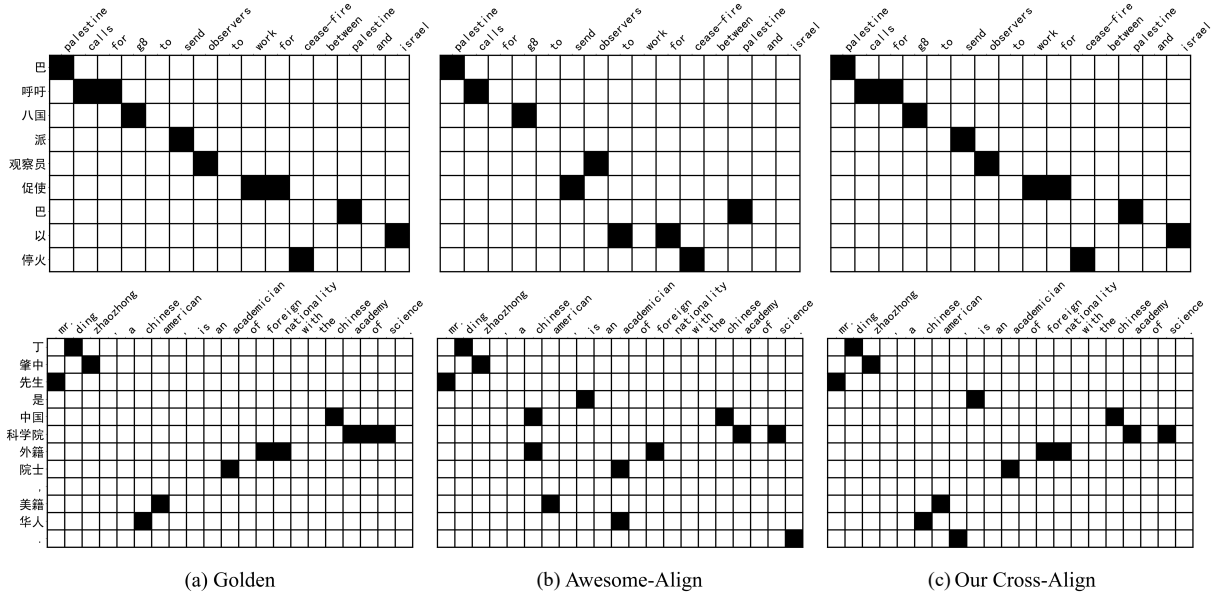 palestine calls for g8 to send observers to work for cease-fire between palestine and israel
palestine calls for g8 to send observers to work for cease-fire between palestine and israel
palestine calls for g8 to send observers to work for cease-fire between palestine and israel
巴
呼吁
八国
派
观察员
促使
巴
以
停火
mr. ding zhaozhong , a chinese american , is an academician of foreign nationality with the chinese academy of science .
mr. ding zhaozhong , a chinese american , is an academician of foreign nationality with the chinese academy of science .
mr. ding zhaozhong , a chinese american , is an academician of foreign nationality with the chinese academy of science .
丁
肇中
先生
是
中国
科学院
外籍
院士
,
美籍
华人
.
(a) Golden
(b) Awesome-Align
(c) Our Cross-Align